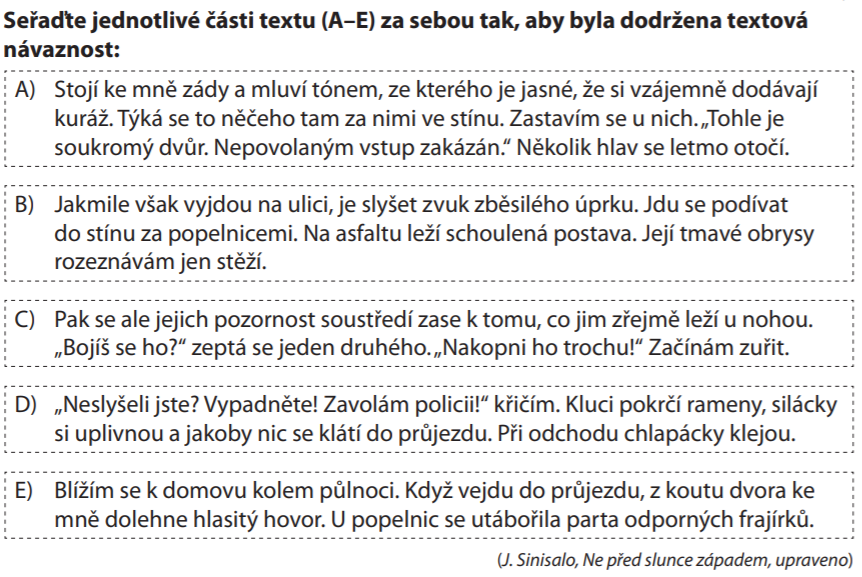 Seřaďte jednotlivé části textu (A–E) za sebou tak, aby byla dodržena textová
návaznost:
A) Stojí ke mně zády a mluví tónem, ze kterého je jasné, že si vzájemně dodávají
kuráž. Týká se to něčeho tam za nimi ve stínu. Zastavím se u nich. „Tohle je
soukromý dvůr. Nepovolaným vstup zakázán.“ Několik hlav se letmo otočí.
B) Jakmile však vyjdou na ulici, je slyšet zvuk zběsilého úprku. Jdu se podívat
do stínu za popelnicemi. Na asfaltu leží schoulená postava. Její tmavé obrysy
rozeznávám jen stěží.
C) Pak se ale jejich pozornost soustředí zase k tomu, co jim zřejmě leží u nohou.
„Bojíš se ho?“ zeptá se jeden druhého. „Nakopni ho trochu!“ Začínám zuřit.
D) „Neslyšeli jste? Vypadněte! Zavolám policii!“ křičím. Kluci pokrčí rameny, silácky
si uplivnou a jakoby nic se klátí do průjezdu. Při odchodu chlapácky klejou.
E) Blížím se k domovu kolem půlnoci. Když vejdu do průjezdu, z koutu dvora ke
mně dolehne hlasitý hovor. U popelnic se utábořila parta odporných frajírků.
(J. Sinisalo, Ne před slunce západem, upraveno)